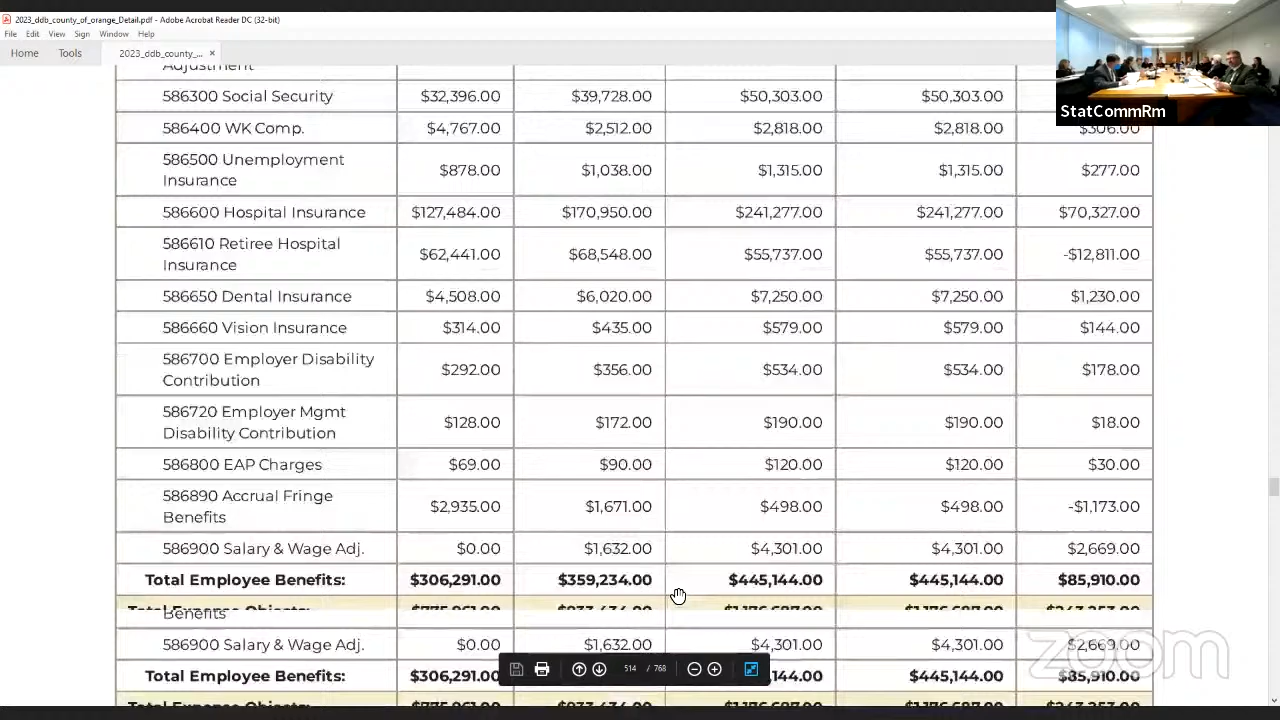 2023_ddb_county_of_orange_Detail.pdf - Adobe Acrobat Reader DC (32-bit)
File Edit View Sign Window Help
Home Tools 2023_ddb_county_... ×
StatCommRm
Adjustment
586300 Social Security $32,396.00 $39,728.00 $50,303.00 $50,303.00
586400 WK Comp. $4,767.00 $2,512.00 $2,818.00 $2,818.00 $306.00
586500 Unemployment
Insurance $878.00 $1,038.00 $1,315.00 $1,315.00 $277.00
586600 Hospital Insurance $127,484.00 $170,950.00 $241,277.00 $241,277.00 $70,327.00
586610 Retiree Hospital
Insurance $62,441.00 $68,548.00 $55,737.00 $55,737.00 -$12,811.00
586650 Dental Insurance $4,508.00 $6,020.00 $7,250.00 $7,250.00 $1,230.00
586660 Vision Insurance $314.00 $435.00 $579.00 $579.00 $144.00
586700 Employer Disability
Contribution $292.00 $356.00 $534.00 $534.00 $178.00
586720 Employer Mgmt
Disability Contribution $128.00 $172.00 $190.00 $190.00 $18.00
586800 EAP Charges $69.00 $90.00 $120.00 $120.00 $30.00
586890 Accrual Fringe
Benefits $2,935.00 $1,671.00 $498.00 $498.00 -$1,173.00
586900 Salary & Wage Adj. $0.00 $1,632.00 $4,301.00 $4,301.00 $2,669.00
Total Employee Benefits: $306,291.00 $359,234.00 $445,144.00 $445,144.00 $85,910.00
Total Expense Objects:
Benefits
586900 Salary & Wage Adj. $0.00 $1,632.00 $4,301.00 $4,301.00 $2,669.00
Total Employee Benefits: $306,291.00 144.00 $445,144.00 $85,910.00
514 / 768
Total Expense Objects:
zoom